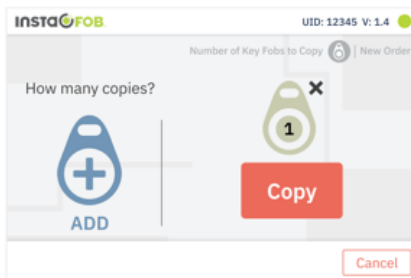 INSTAFOB.
UID: 12345 V: 1.4
Number of Key Fobs to Copy | New Order
How many copies?
1
ADD
Copy
Cancel